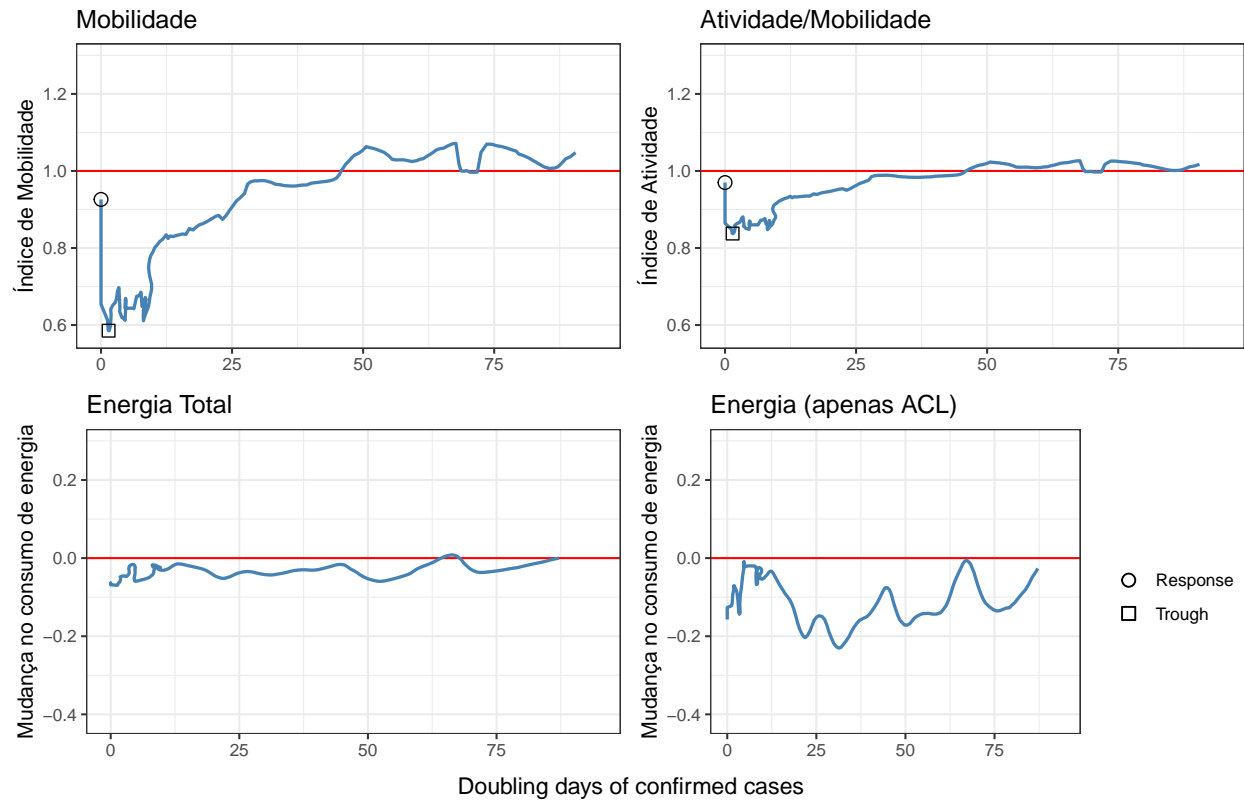 Mobilidade
Índice de Mobilidade
1.2
1.0
0.8
0.6
0
25
50
75
Atividade/Mobilidade
Índice de Atividade
1.2
1.0
0.8
0.6
0
25
50
75
Energia Total
Mudança no consumo de energia
0.2
0.0
−0.2
−0.4
0
25
50
75
Energia (apenas ACL)
Mudança no consumo de energia
0.2
0.0
−0.2
−0.4
0
25
50
75
Response
Trough
Doubling days of confirmed cases